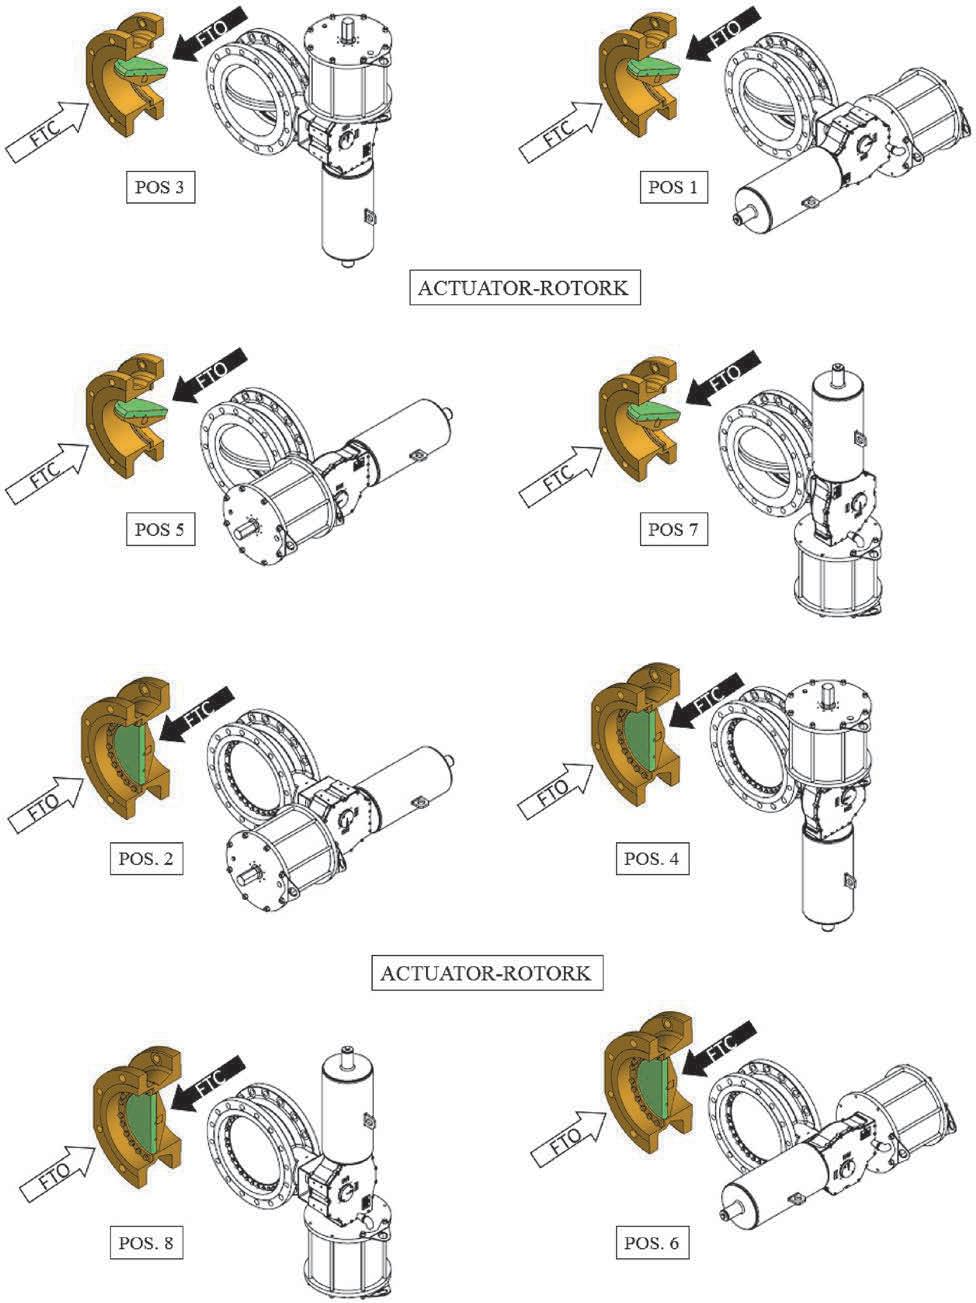 FTO
FTO
FTC
FTC
POS 3
POS 1
ACTUATOR-ROTORK
FTO
FTO
FTC
FTC
POS 5
POS 7
FTC
FTC
FTO
FTO
POS. 2
POS. 4
ACTUATOR-ROTORK
FTC
FTC
FTO
FTO
POS. 8
POS. 6